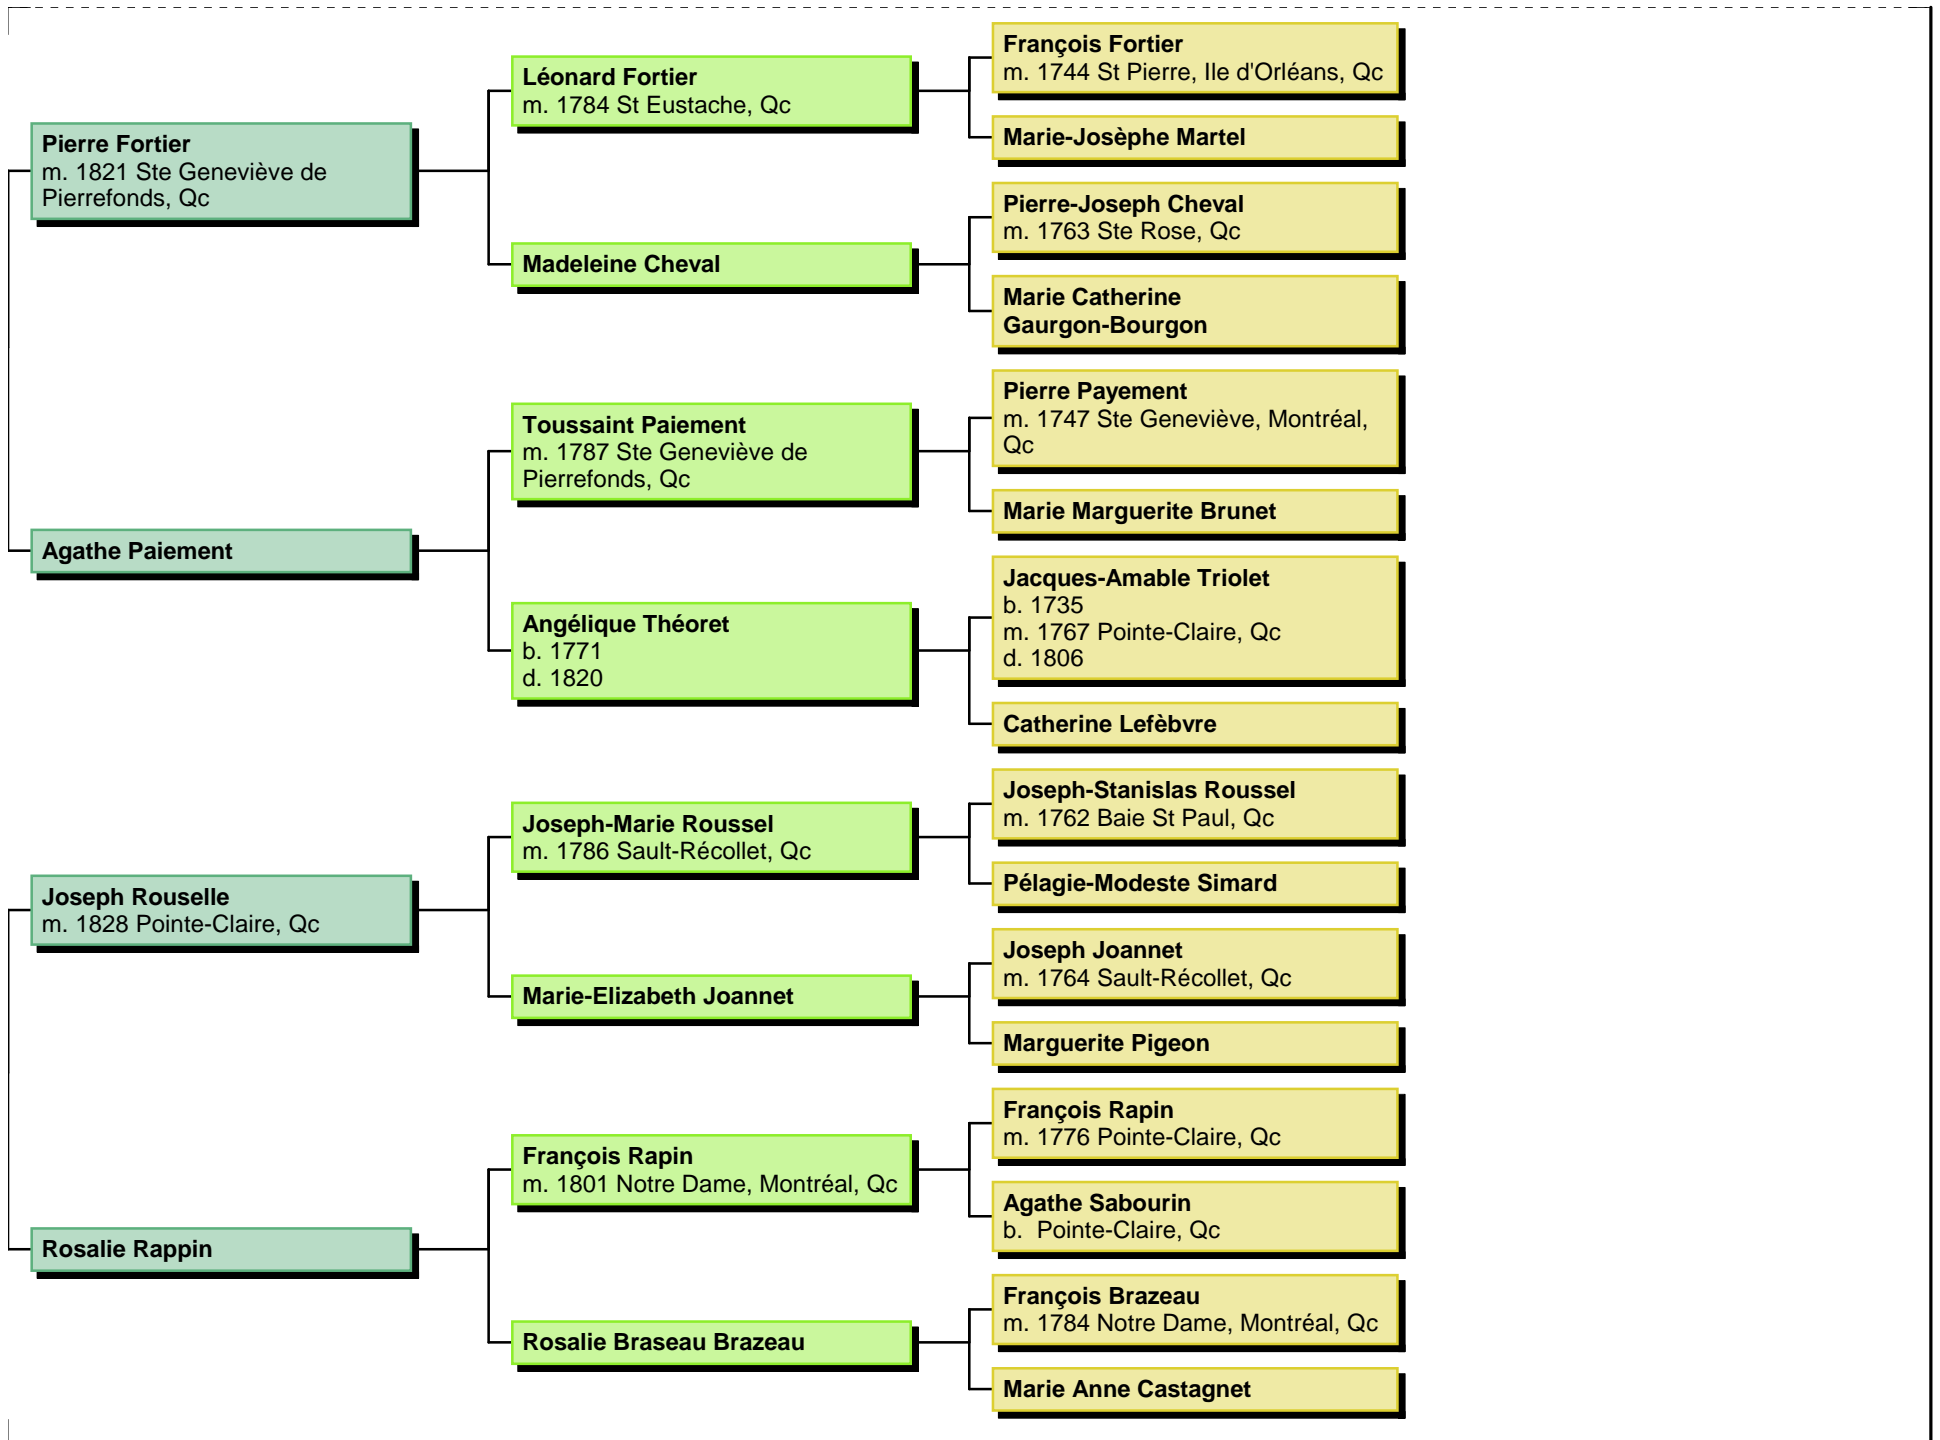 Pierre Fortier
m. 1821 Ste Geneviève de
Pierrefonds, Qc
Agathe Paiement
Joseph Rouselle
m. 1828 Pointe-Claire, Qc
Rosalie Rappin
Léonard Fortier
m. 1784 St Eustache, Qc
Madeleine Cheval
Toussaint Paiement
m. 1787 Ste Geneviève de
Pierrefonds, Qc
Angélique Théoret
b. 1771
d. 1820
Joseph-Marie Roussel
m. 1786 Sault-Récollet, Qc
Marie-Elizabeth Joannet
François Rapin
m. 1801 Notre Dame, Montréal, Qc
Rosalie Braseau Brazeau
François Fortier
m. 1744 St Pierre, Ile d'Orléans, Qc
Marie-Josèphe Martel
Pierre-Joseph Cheval
m. 1763 Ste Rose, Qc
Marie Catherine
Gaurgon-Bourgon
Pierre Payement
m. 1747 Ste Geneviève, Montréal,
Qc
Marie Marguerite Brunet
Jacques-Amable Triolet
b. 1735
m. 1767 Pointe-Claire, Qc
d. 1806
Catherine Lefèbvre
Joseph-Stanislas Roussel
m. 1762 Baie St Paul, Qc
Pélagie-Modeste Simard
Joseph Joannet
m. 1764 Sault-Récollet, Qc
Marguerite Pigeon
François Rapin
m. 1776 Pointe-Claire, Qc
Agathe Sabourin
b. Pointe-Claire, Qc
François Brazeau
m. 1784 Notre Dame, Montréal, Qc
Marie Anne Castagnet